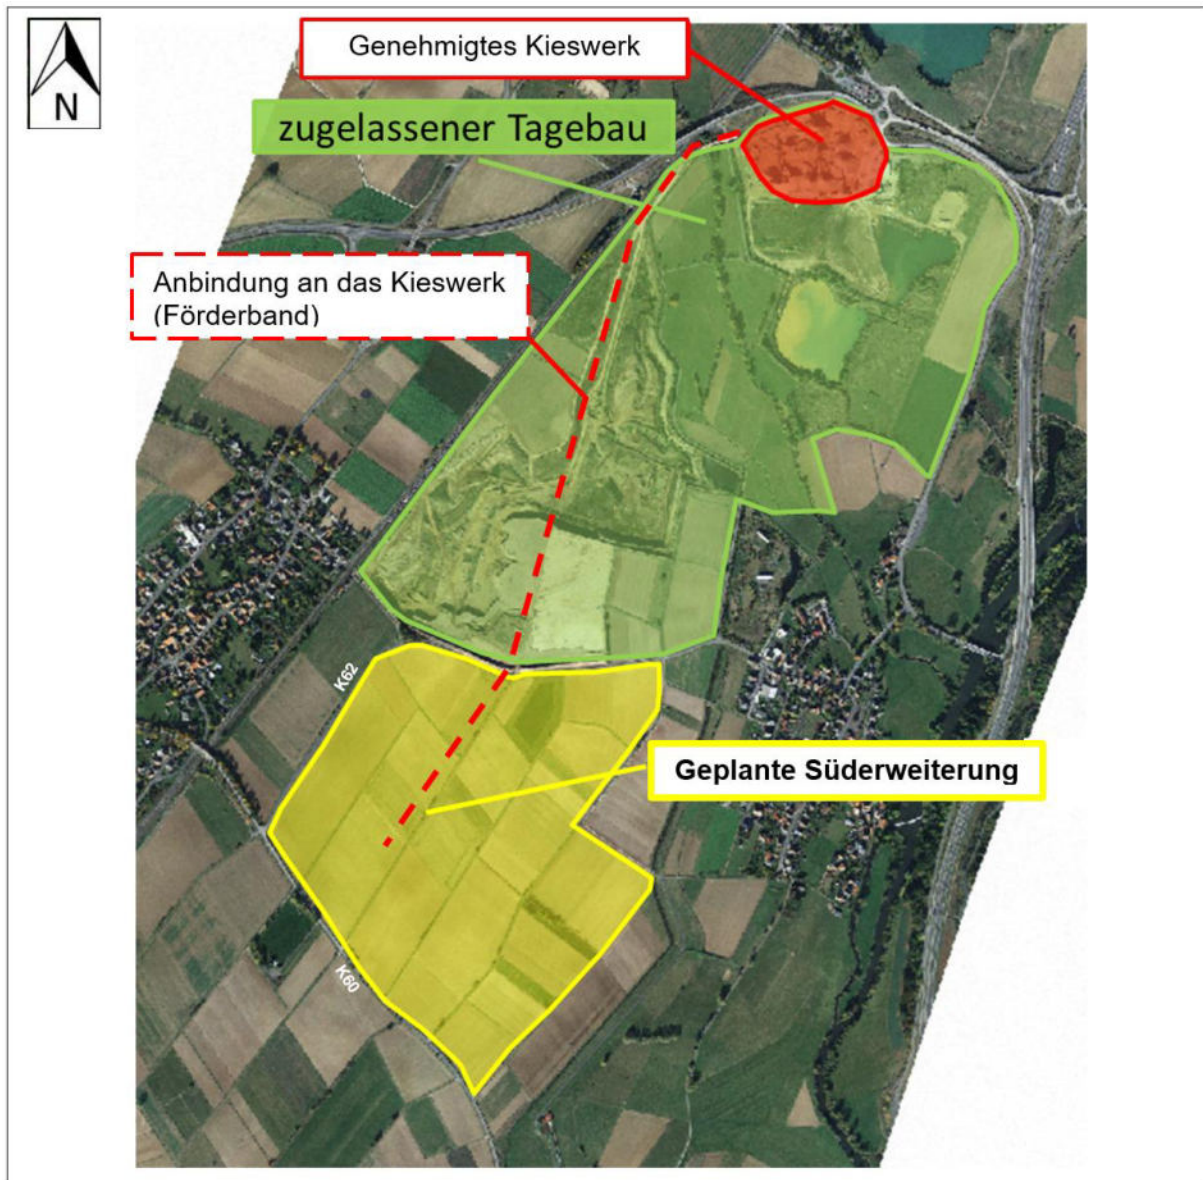 Genehmigtes Kieswerk
N
zugelassener Tagebau
Anbindung an das Kieswerk
(Förderband)
K62
Geplante Süderweiterung
K60